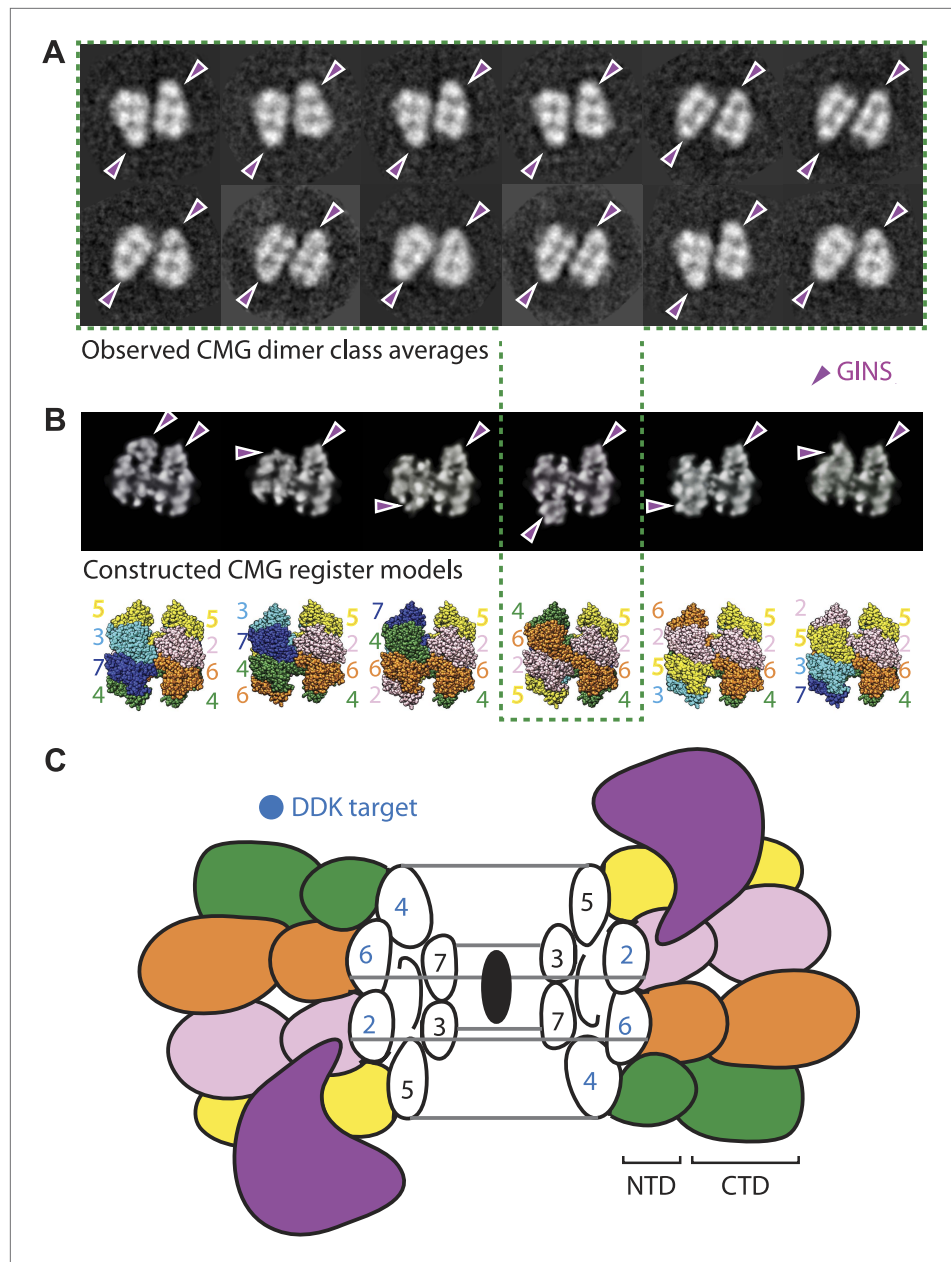 A
Observed CMG dimer class averages
GINS
B
Constructed CMG register models
5 3 7 4 5 2 6 4
3 7 4 6 5 2 6 4
7 4 6 2 5 2 6 4
4 6 2 5 5 2 6 4
6 2 5 3 5 2 6 4
2 5 3 7 5 2 6 4
C
DDK target
4 5
6 7 3 2
2 3 7 6
5 4
NTD CTD